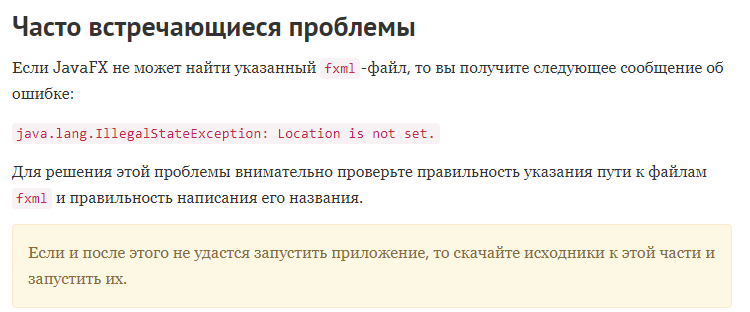 Часто встречающиеся проблемы
Если JavaFX не может найти указанный fxml-файл, то вы получите следующее сообщение об
ошибке:
java.lang.IllegalStateException: Location is not set.
Для решения этой проблемы внимательно проверьте правильность указания пути к файлам
fxml и правильность написания его названия.
Если и после этого не удастся запустить приложение, то скачайте исходники к этой части и
запустить их.